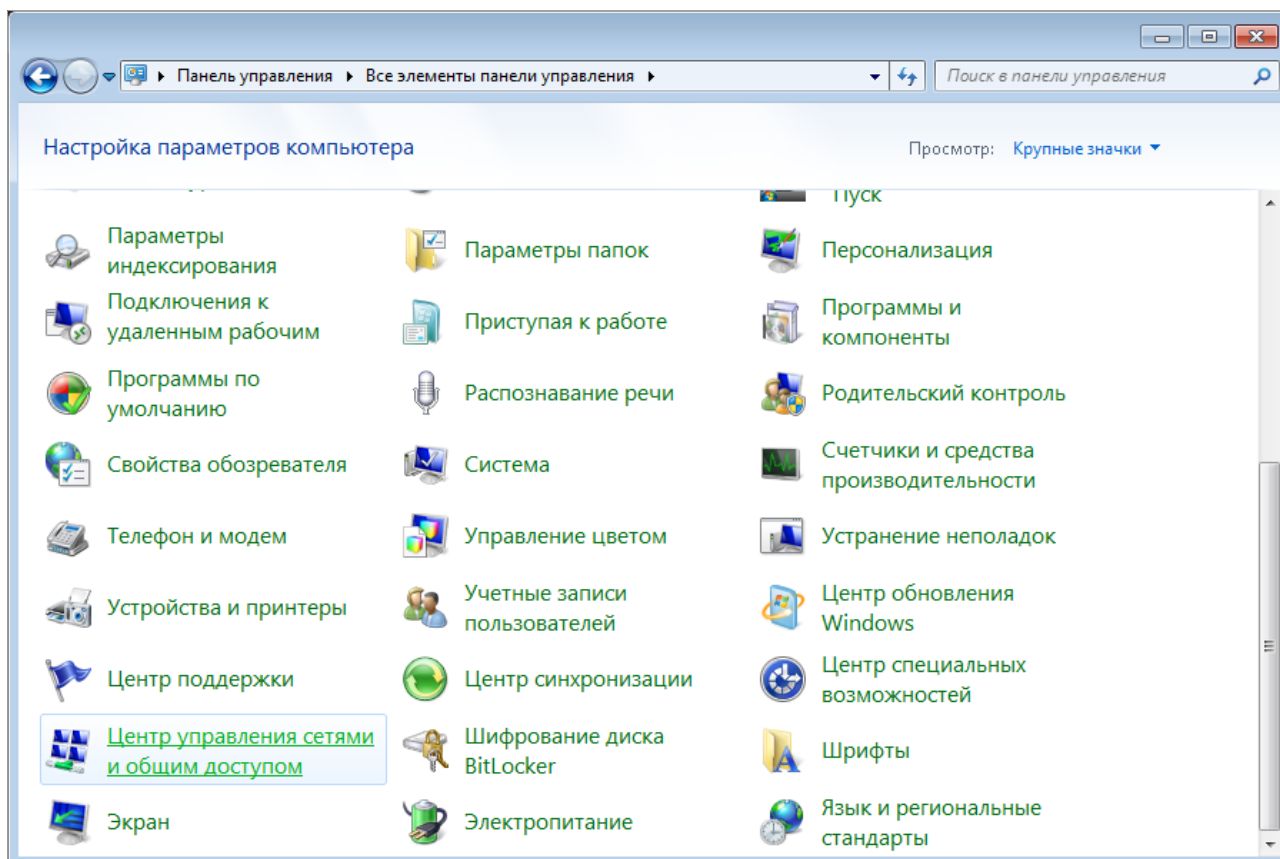 Панель управления ▸ Все элементы панели управления ▸
Поиск в панели управления
Настройка параметров компьютера
Просмотр: Крупные значки
Пуск
Параметры
индексирования
Параметры папок
Персонализация
Подключения к
удаленным рабочим
Приступая к работе
Программы и
компоненты
Программы по
умолчанию
Распознавание речи
Родительский контроль
Свойства обозревателя
Система
Счетчики и средства
производительности
Телефон и модем
Управление цветом
Устранение неполадок
Устройства и принтеры
Учетные записи
пользователей
Центр обновления
Windows
Центр поддержки
Центр синхронизации
Центр специальных
возможностей
Центр управления сетями
и общим доступом
Шифрование диска
BitLocker
Шрифты
Экран
Электропитание
Язык и региональные
стандарты